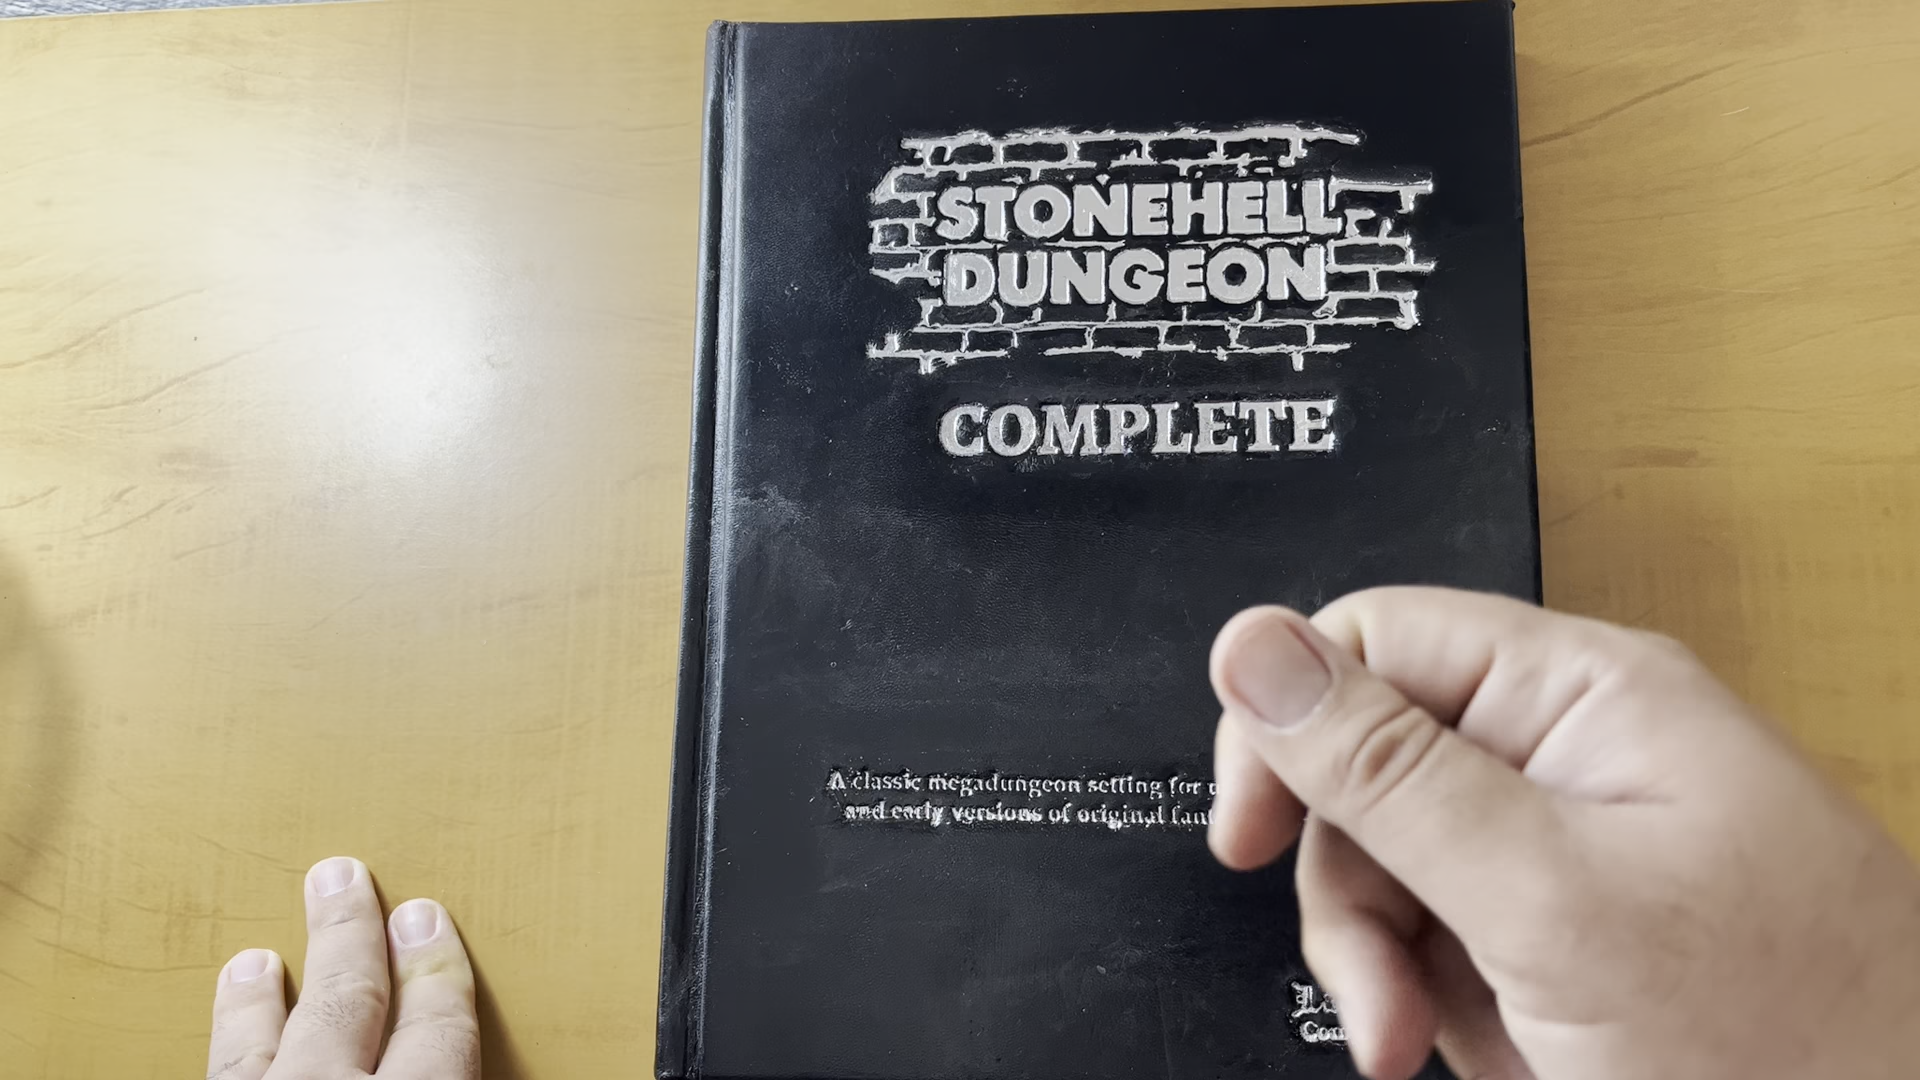 STONEHELL
DUNGEON
COMPLETE
A classic megadungeon setting for
and early versions of original